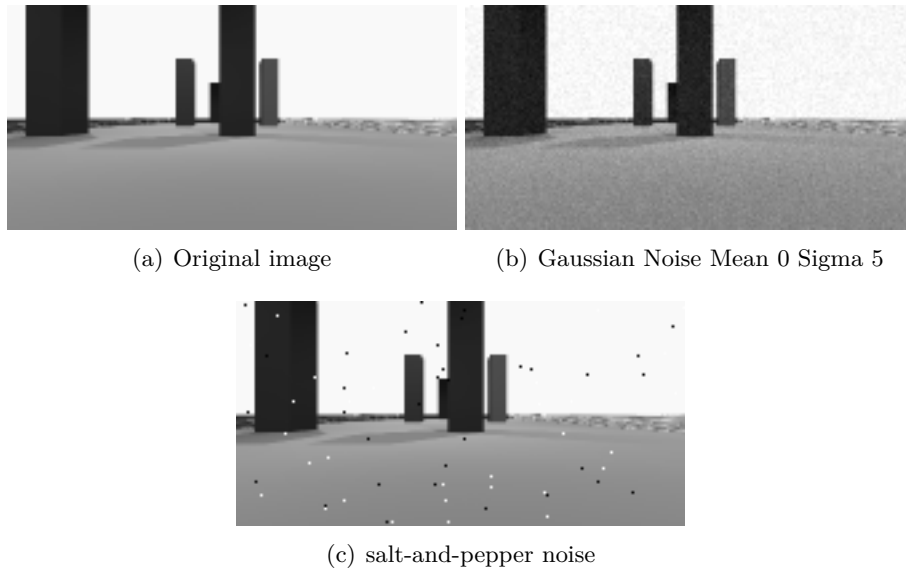 (a) Original image
(b) Gaussian Noise Mean 0 Sigma 5
(c) salt-and-pepper noise